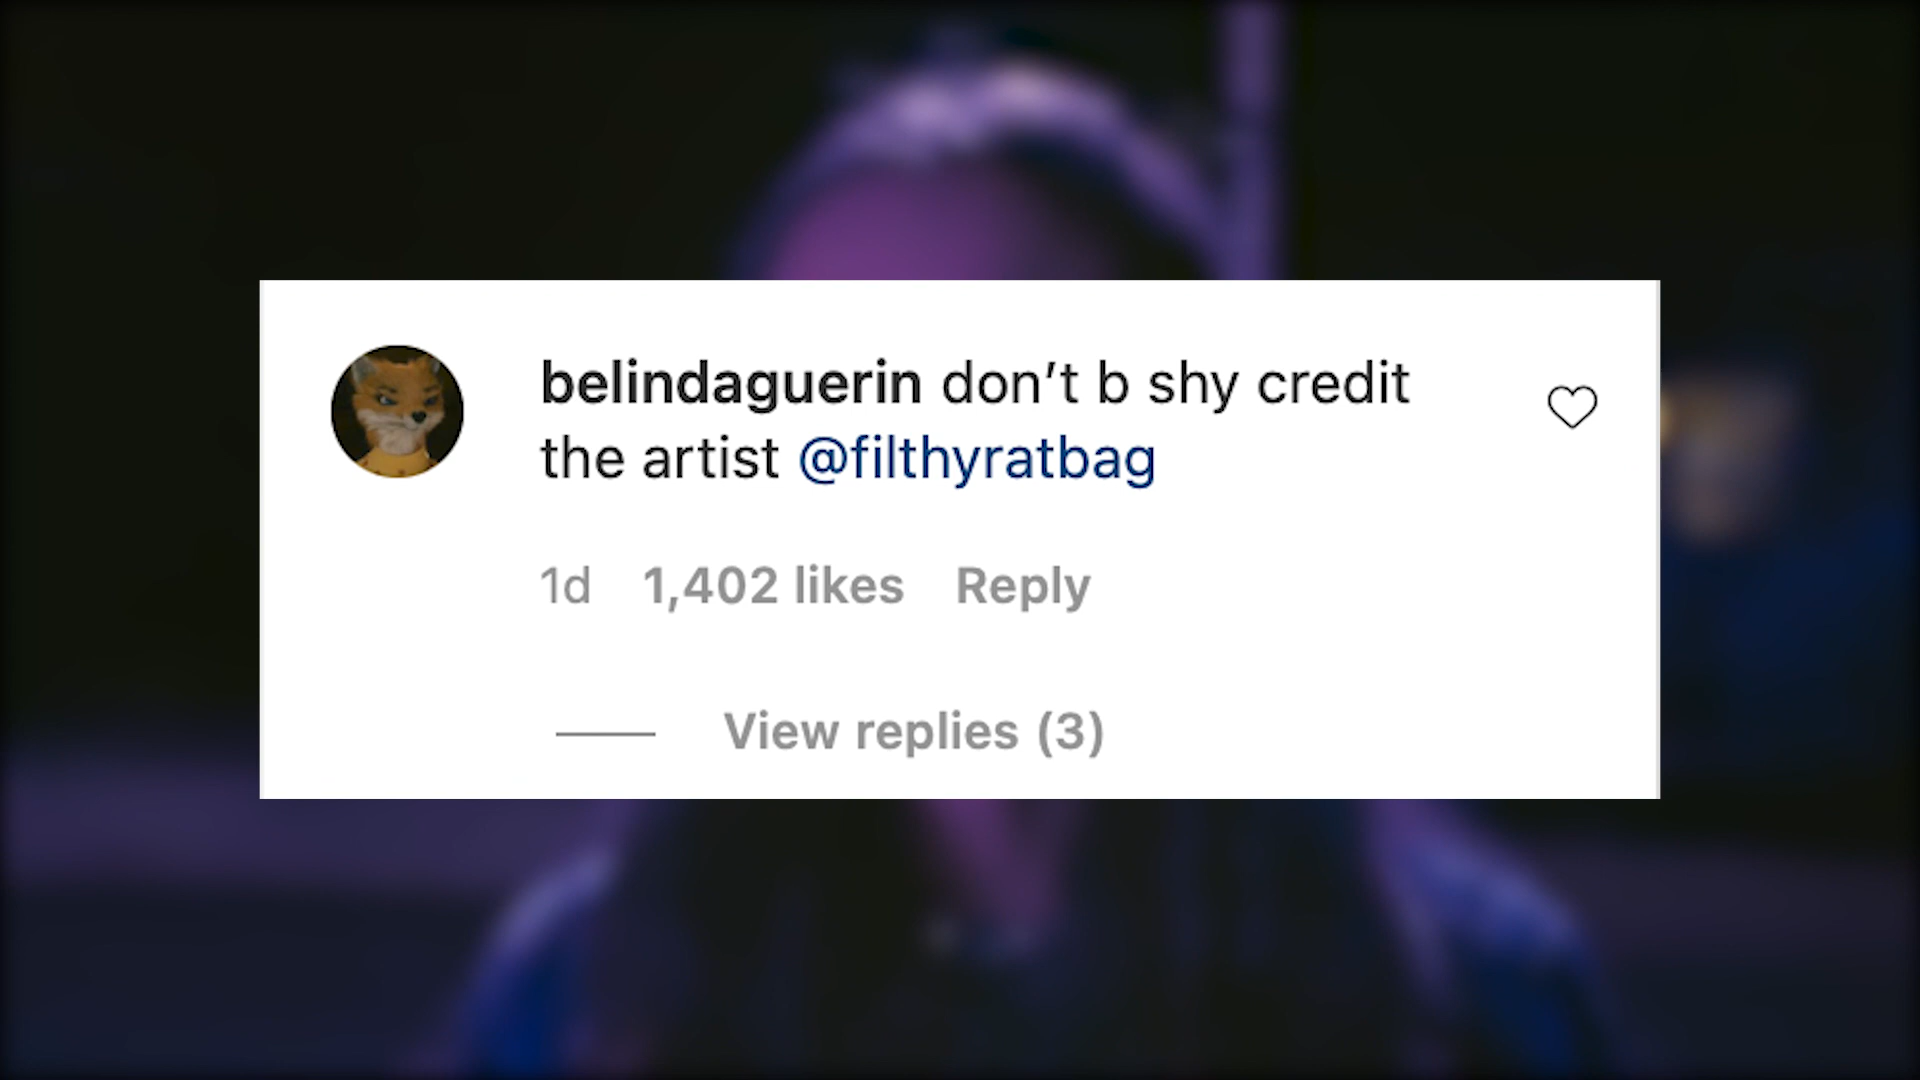 belindaguerin don’t b shy credit
the artist @filthyratbag
1d 1,402 likes Reply
View replies (3)